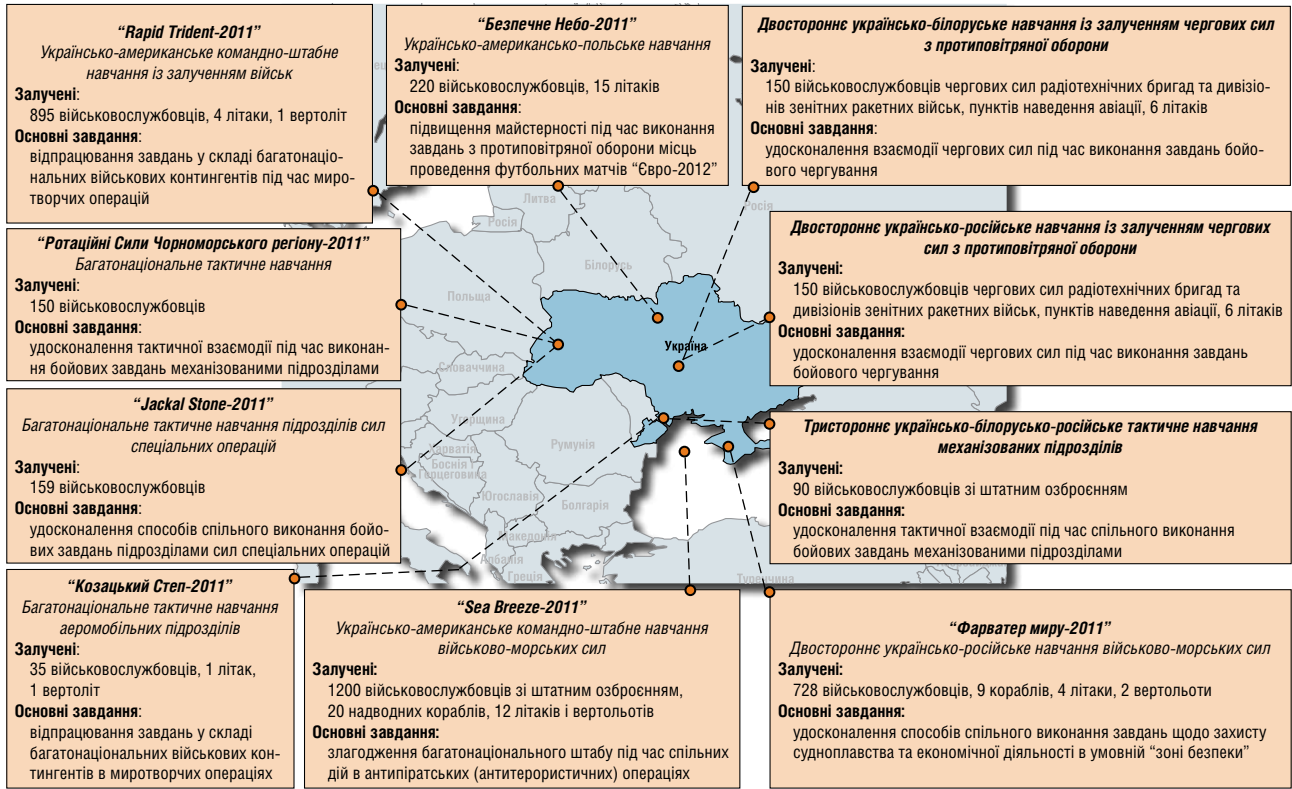 “Rapid Trident-2011”
Українсько-американське командно-штабне
навчання із залученням військ
Залучені:
895 військовослужбовців, 4 літаки, 1 вертоліт
Основні завдання:
відпрацювання завдань у складі багатонаціо-
нальних військових контингентів під час миро-
творчих операцій
“Безпечне Небо-2011”
Українсько-американсько-польське навчання
Залучені:
220 військовослужбовців, 15 літаків
Основні завдання:
підвищення майстерності під час виконання
завдань з протиповітряної оборони місць
проведення футбольних матчів “Євро-2012”
Двостороннє українсько-білоруське навчання із залученням чергових сил
з протиповітряної оборони
Залучені:
150 військовослужбовців чергових сил радіотехнічних бригад та дивізіо-
нів зенітних ракетних військ, пунктів наведення авіації, 6 літаків
Основні завдання:
удосконалення взаємодії чергових сил під час виконання завдань бойо-
вого чергування
“Ротаційні Сили Чорноморського регіону-2011”
Багатонаціональне тактичне навчання
Залучені:
150 військовослужбовців
Основні завдання:
удосконалення тактичної взаємодії під час виконан-
ня бойових завдань механізованими підрозділами
Двостороннє українсько-російське навчання із залученням чергових
сил з протиповітряної оборони
Залучені:
150 військовослужбовців чергових сил радіотехнічних бригад та
дивізіонів зенітних ракетних військ, пунктів наведення авіації, 6 літаків
Основні завдання:
удосконалення взаємодії чергових сил під час виконання завдань
бойового чергування
“Jackal Stone-2011”
Багатонаціональне тактичне навчання підрозділів сил
спеціальних операцій
Залучені:
159 військовослужбовців
Основні завдання:
удосконалення способів спільного виконання бойо-
вих завдань підрозділами сил спеціальних операцій
Тристороннє українсько-білорусько-російське тактичне навчання
механізованих підрозділів
Залучені:
90 військовослужбовців зі штатним озброєнням
Основні завдання:
удосконалення тактичної взаємодії під час спільного виконання
бойових завдань механізованими підрозділами
“Козацький Степ-2011”
Багатонаціональне тактичне навчання
аеромобільних підрозділів
Залучені:
35 військовослужбовців, 1 літак,
1 вертоліт
Основні завдання:
відпрацювання завдань у складі
багатонаціональних військових кон-
тингентів в миротворчих операціях
“Sea Breeze-2011”
Українсько-американське командно-штабне навчання
військово-морських сил
Залучені:
1200 військовослужбовців зі штатним озброєнням,
20 надводних кораблів, 12 літаків і вертольотів
Основні завдання:
злагодження багатонаціонального штабу під час спільних
дій в антипіратських (антитерористичних) операціях
“Фарватер миру-2011”
Двостороннє українсько-російське навчання військово-морських сил
Залучені:
728 військовослужбовців, 9 кораблів, 4 літаки, 2 вертольоти
Основні завдання:
удосконалення способів спільного виконання завдань щодо захисту
судноплавства та економічної діяльності в умовній “зоні безпеки”
Литва
Росія
Росія
Білорусь
Польща
Україна
Словаччина
Угорщина
Румунія
Хорватія
Боснія і
Герцеговина
Югославія
Болгарія
Македонія
Албанія
Греція
Туреччина